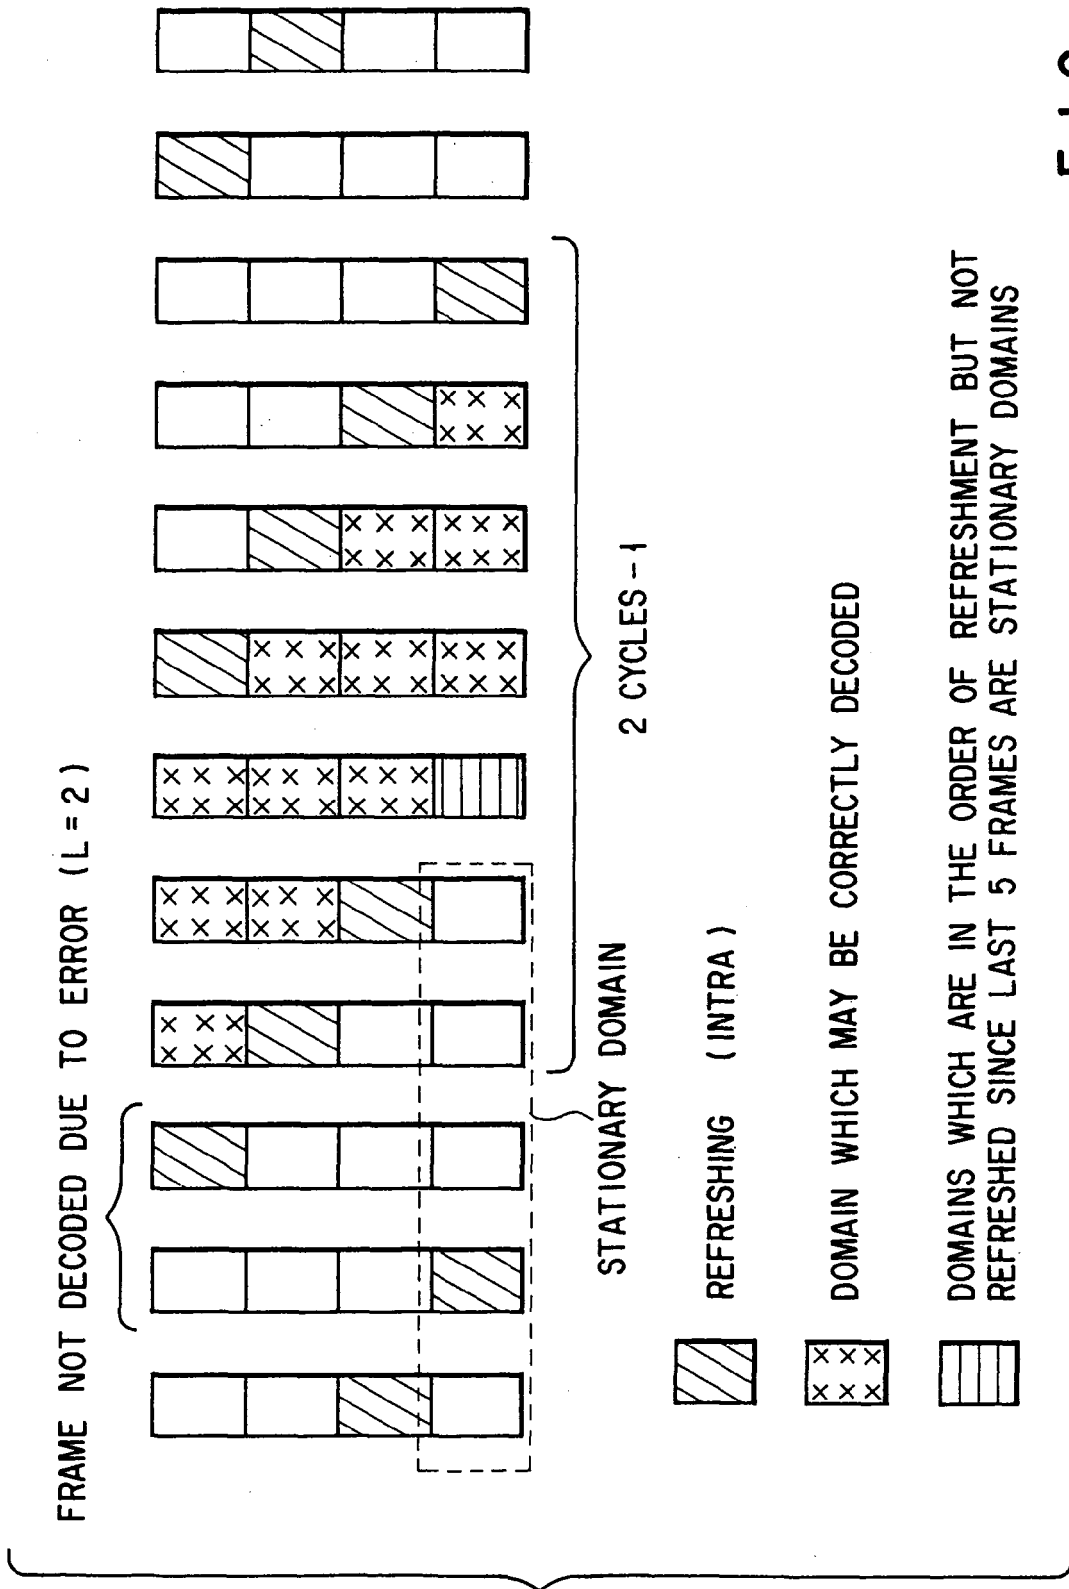 FRAME NOT DECODED DUE TO ERROR (L=2)
2 CYCLES-1
STATIONARY DOMAIN
REFRESHING (INTRA)
DOMAIN WHICH MAY BE CORRECTLY DECODED
DOMAINS WHICH ARE IN THE ORDER OF REFRESHMENT BUT NOT
REFRESHED SINCE LAST 5 FRAMES ARE STATIONARY DOMAINS